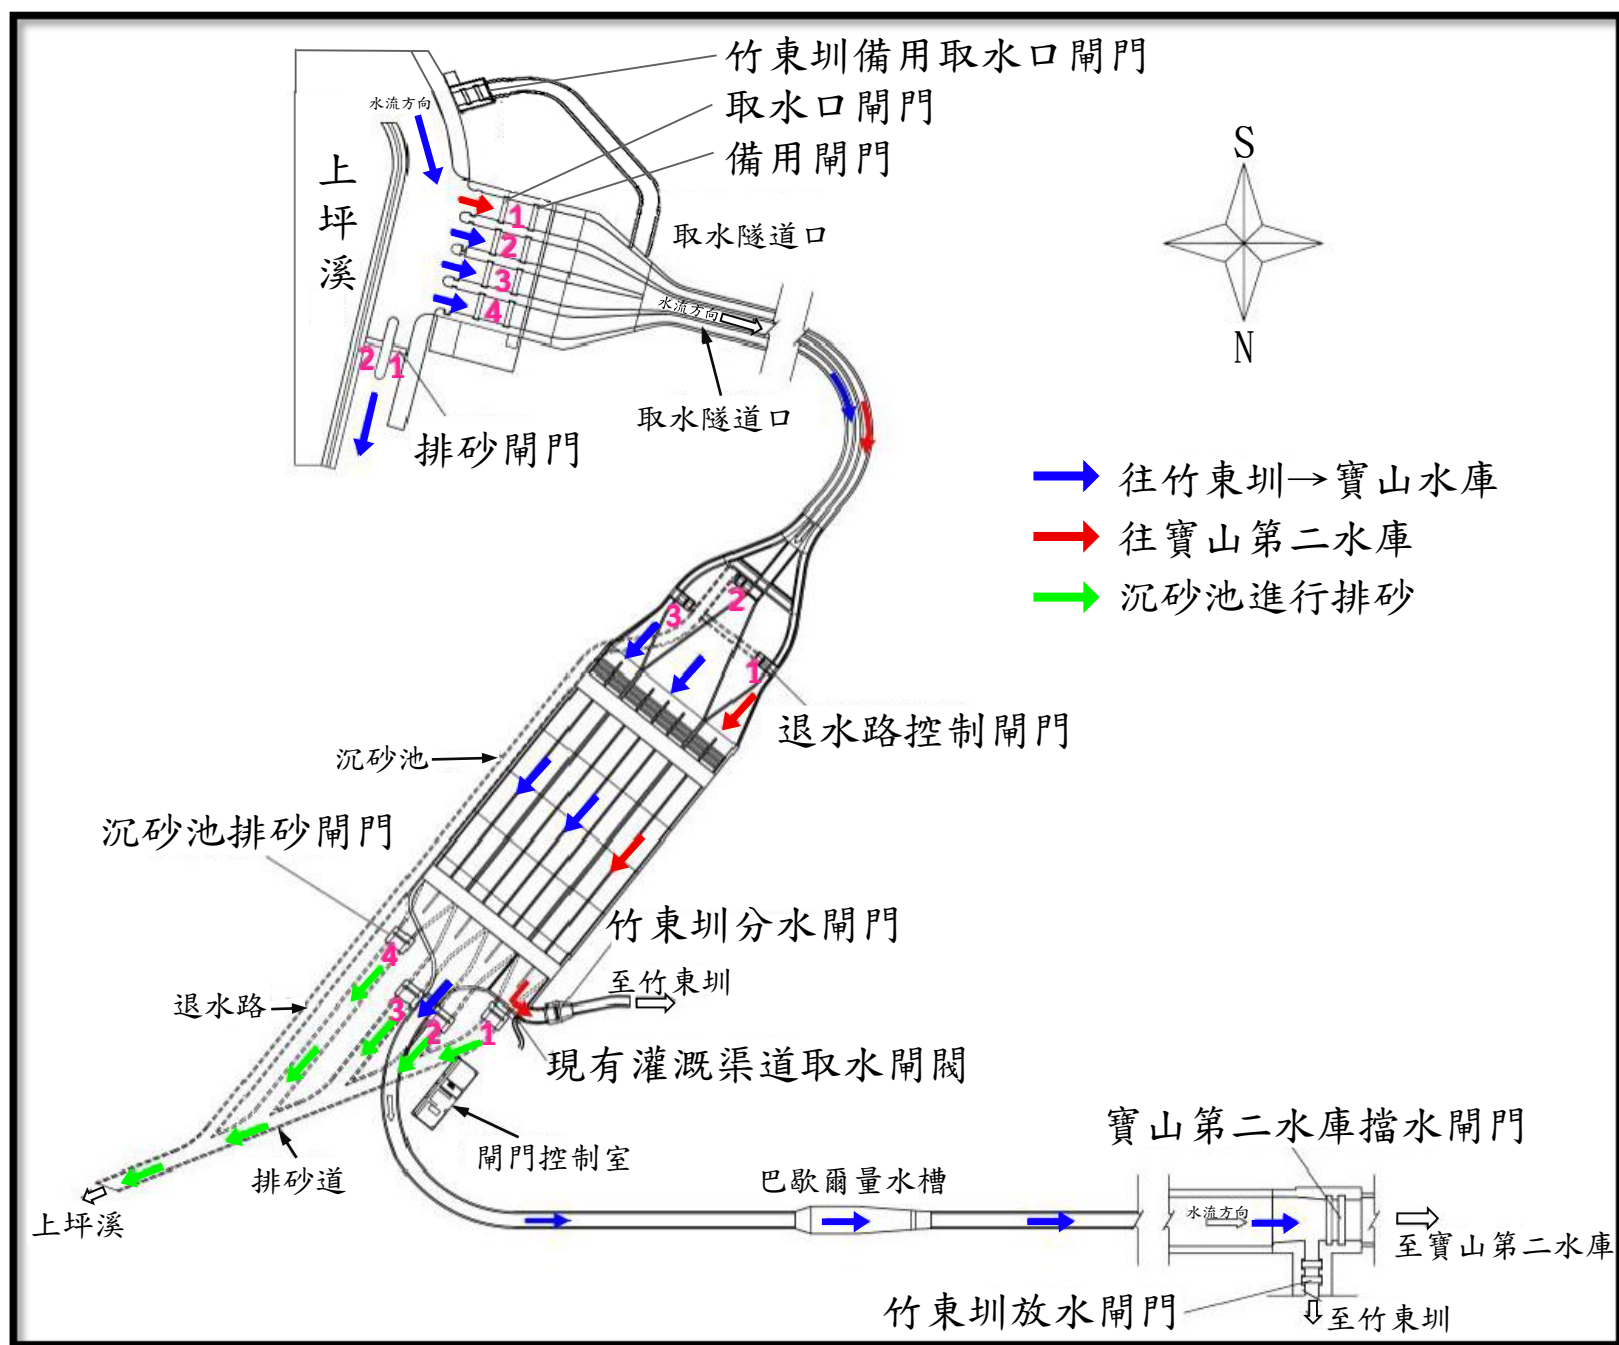 竹東圳備用取水口閘門
取水口閘門
備用閘門
水流方向
上坪溪
S
N
1
2
3
4
取水隧道口
水流方向
取水隧道口
2
1
排砂閘門
往竹東圳→寶山水庫
往寶山第二水庫
沉砂池進行排砂
3
2
1
退水路控制閘門
沉砂池
沉砂池排砂閘門
竹東圳分水閘門
至竹東圳
4
3
2
1
退水路
現有灌溉渠道取水閘閥
閘門控制室
排砂道
上坪溪
巴歇爾量水槽
寶山第二水庫擋水閘門
水流方向
至寶山第二水庫
竹東圳放水閘門
至竹東圳